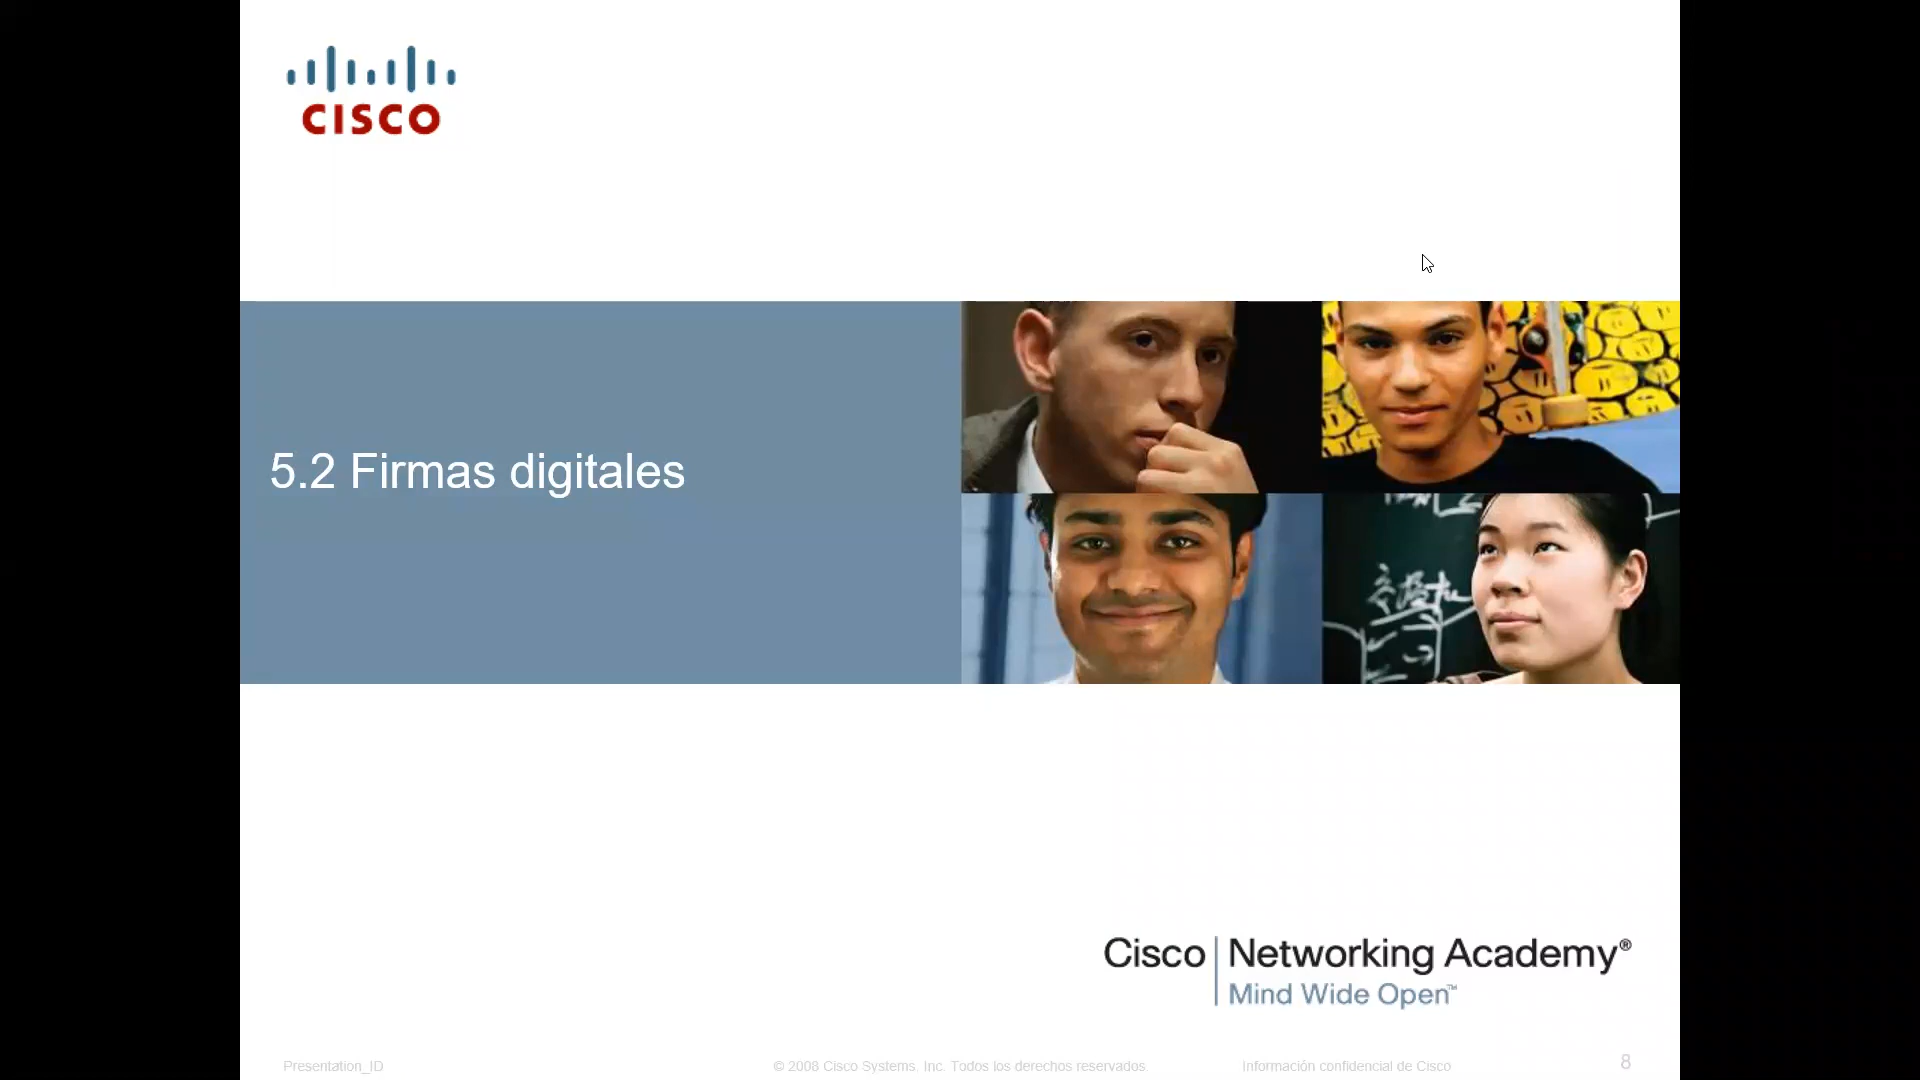 CISCO
5.2 Firmas digitales
Cisco Networking Academy®
Mind Wide Open™
Presentation_ID
© 2008 Cisco Systems, Inc. Todos los derechos reservados.
Información confidencial de Cisco
8